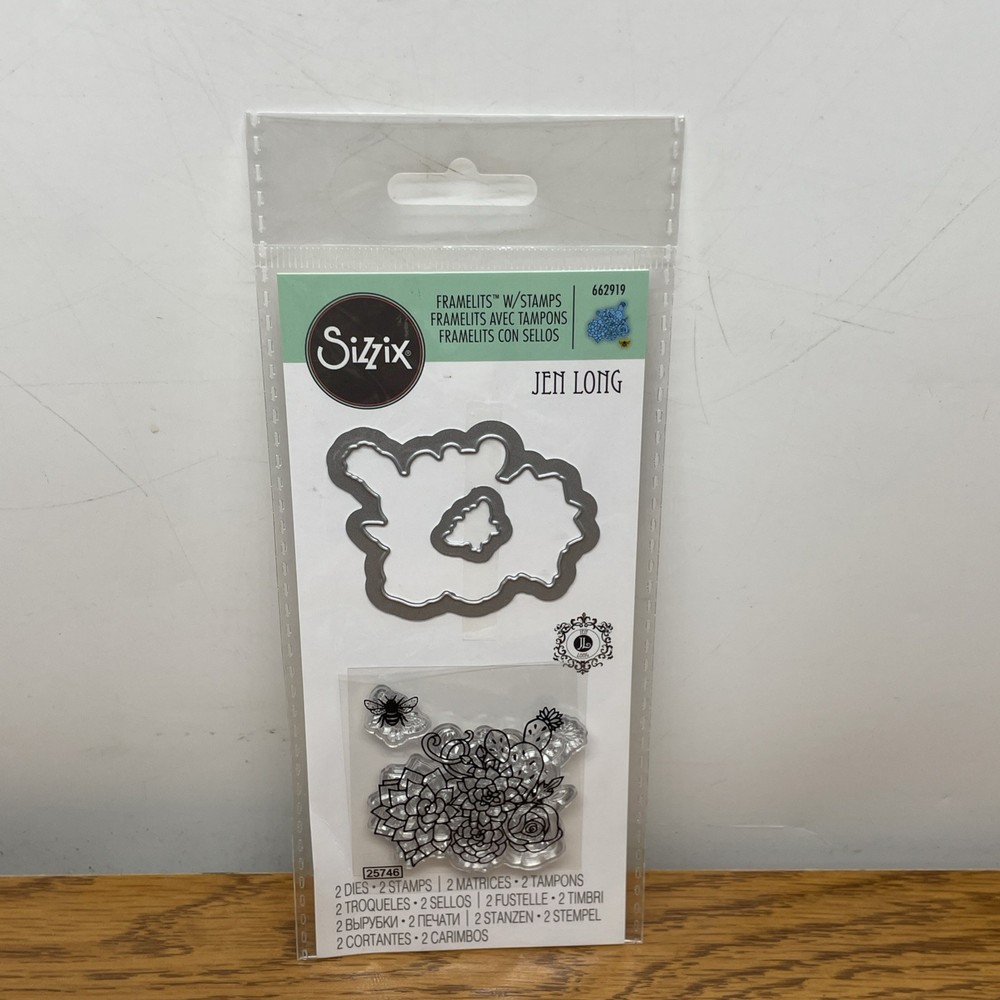 FRAMELITS™ W/STAMPS
FRAMELITS AVEC TAMPONS
FRAMELITS CON SELLOS
662919
Sizzix®
JEN LONG
JL
25746
2 DIES • 2 STAMPS | 2 MATRICES • 2 TAMPONS
2 TROQUELES • 2 SELLOS | 2 FUSTELLE • 2 TIMBRI
2 ВЫРУБКИ • 2 ПЕЧАТИ | 2 STANZEN • 2 STEMPEL
2 CORTANTES • 2 CARIMBOS